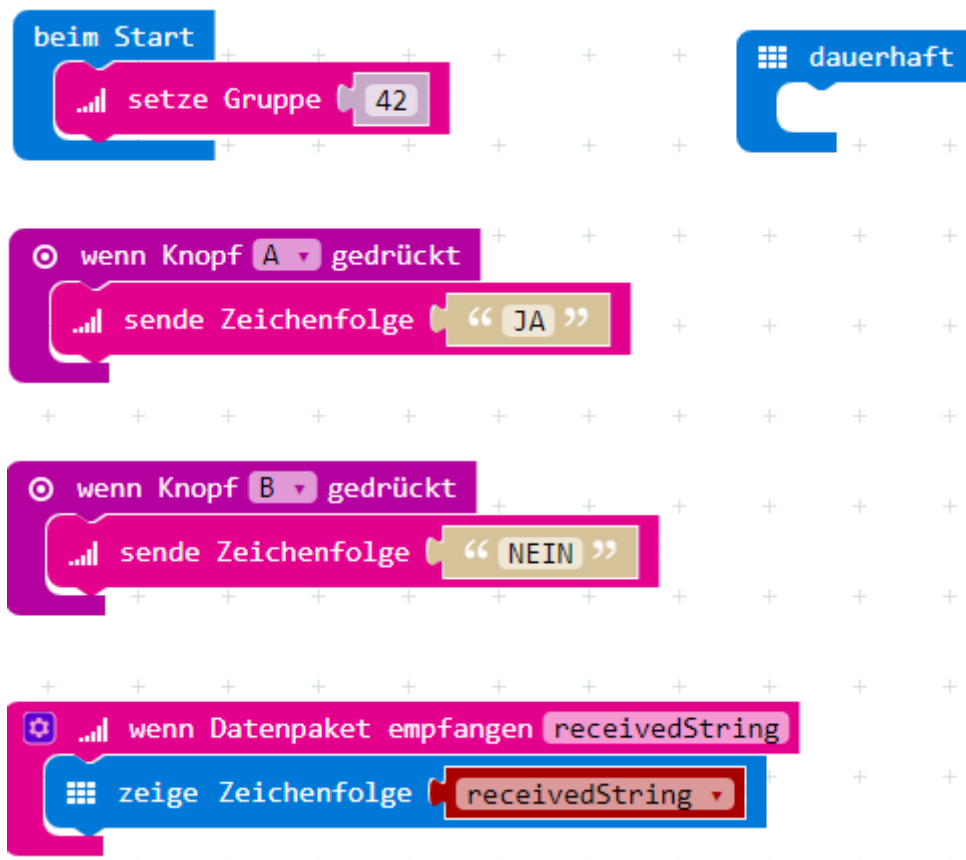 beim Start
setze Gruppe 42
dauerhaft
wenn Knopf A gedrückt
sende Zeichenfolge “ JA ”
wenn Knopf B gedrückt
sende Zeichenfolge “ NEIN ”
wenn Datenpaket empfangen receivedString
zeige Zeichenfolge receivedString